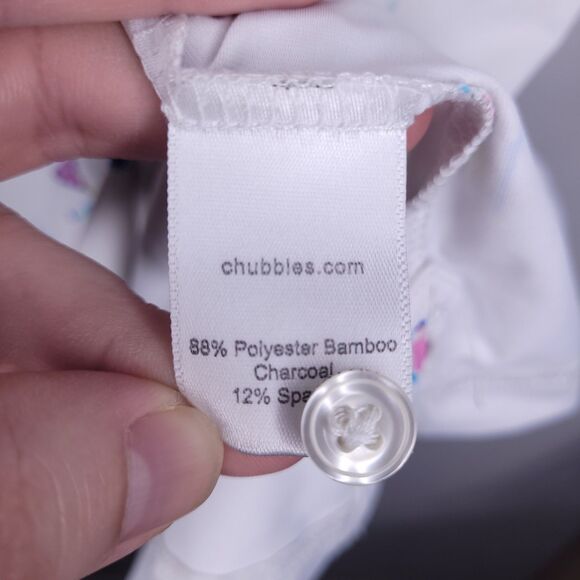 chubbies.com
88% Polyester Bamboo
Charcoal
12% Spa